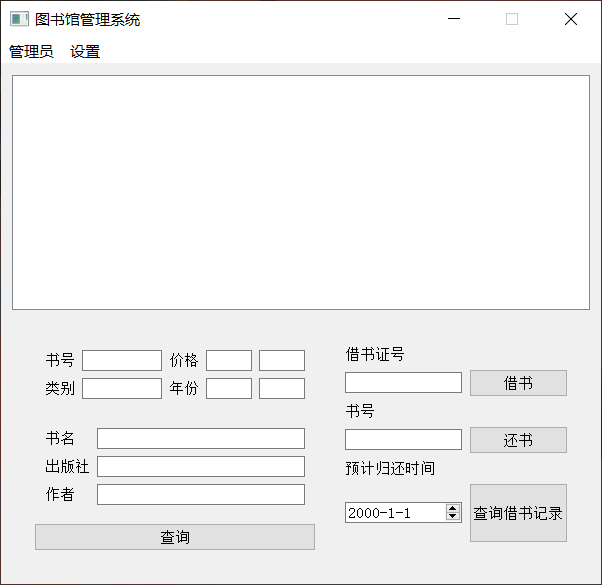 图书馆管理系统
管理员 设置
书号 价格
类别 年份
书名
出版社
作者
查询
借书证号
借书
书号
还书
预计归还时间
2000-1-1
查询借书记录